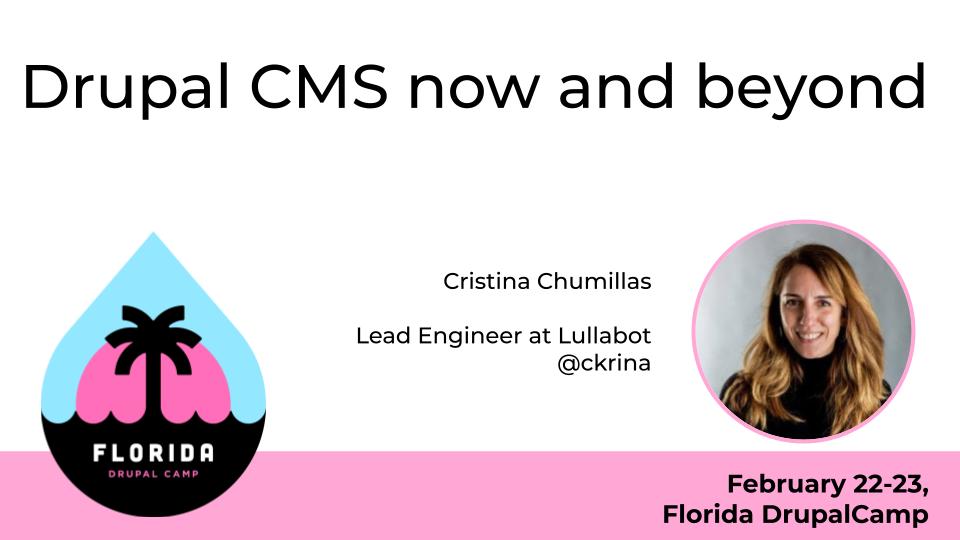 Drupal CMS now and beyond
Cristina Chumillas
Lead Engineer at Lullabot
@ckrina
FLORIDA
DRUPAL CAMP
February 22-23,
Florida DrupalCamp